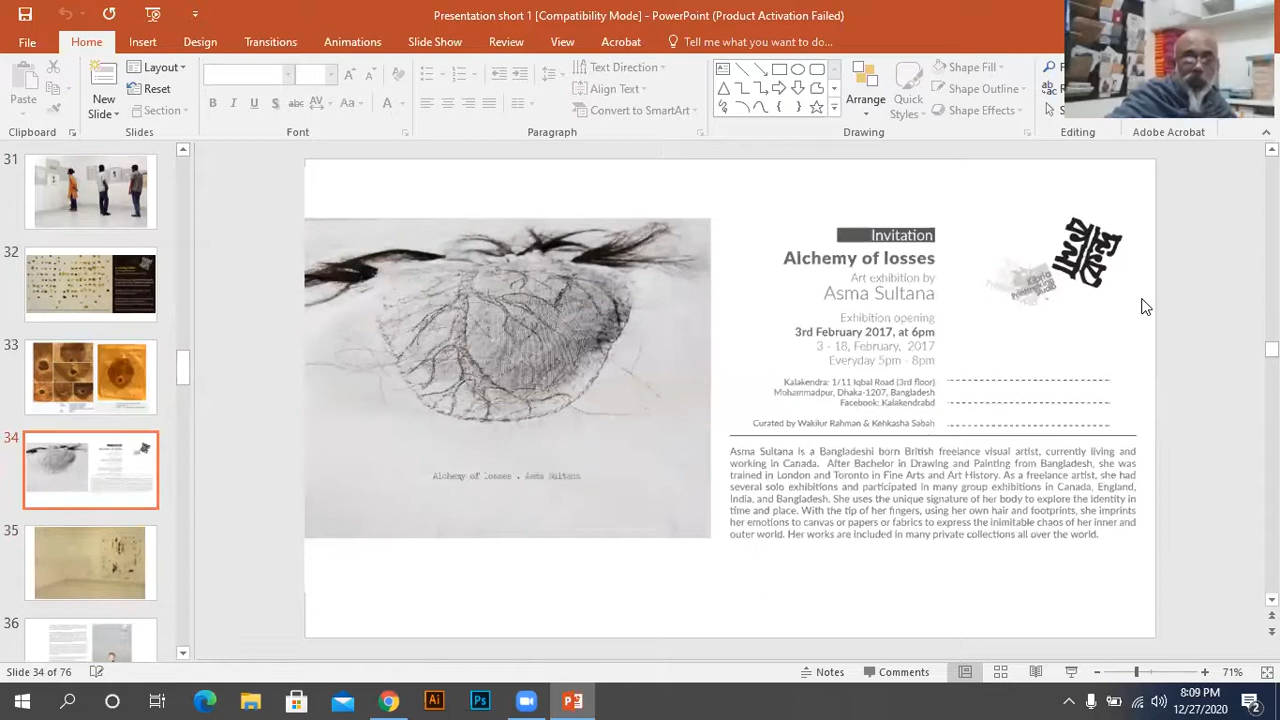 Presentation short 1 [Compatibility Mode] - PowerPoint (Product Activation Failed)
File Home Insert Design Transitions Animations Slide Show Review View Acrobat Tell me what you want to do...
Paste
New
Slide
Layout
Reset
Section
B I U S abc AV Aa A
Text Direction
Align Text
Convert to SmartArt
Arrange
Quick
Styles
Shape Fill
Shape Outline
Shape Effects
Clipboard Slides Font Paragraph Drawing Editing Adobe Acrobat
31
32
33
34
35
36
Alchemy of losses . Asma Sultana
Invitation
Alchemy of losses
Art exhibition by
Asma Sultana
Exhibition opening
3rd February 2017, at 6pm
3 - 18, February, 2017
Everyday 5pm - 8pm
Kalakendra: 1/11 Iqbal Road (3rd floor)
Mohammadpur, Dhaka-1207, Bangladesh
Facebook: Kalakendrabd
Curated by Wakilur Rahman & Kehkasha Sabah
Asma Sultana is a Bangladeshi born British freelance visual artist, currently living and
working in Canada. After Bachelor in Drawing and Painting from Bangladesh, she was
trained in London and Toronto in Fine Arts and Art History. As a freelance artist, she had
several solo exhibitions and participated in many group exhibitions in Canada, England,
India, and Bangladesh. She uses the unique signature of her body to explore the identity in
time and place. With the tip of her fingers, using her own hair and footprints, she imprints
her emotions to canvas or papers or fabrics to express the inimitable chaos of her inner and
outer world. Her works are included in many private collections all over the world.
Slide 34 of 76
Notes Comments 71%
Ai Ps
8:09 PM
12/27/2020
2